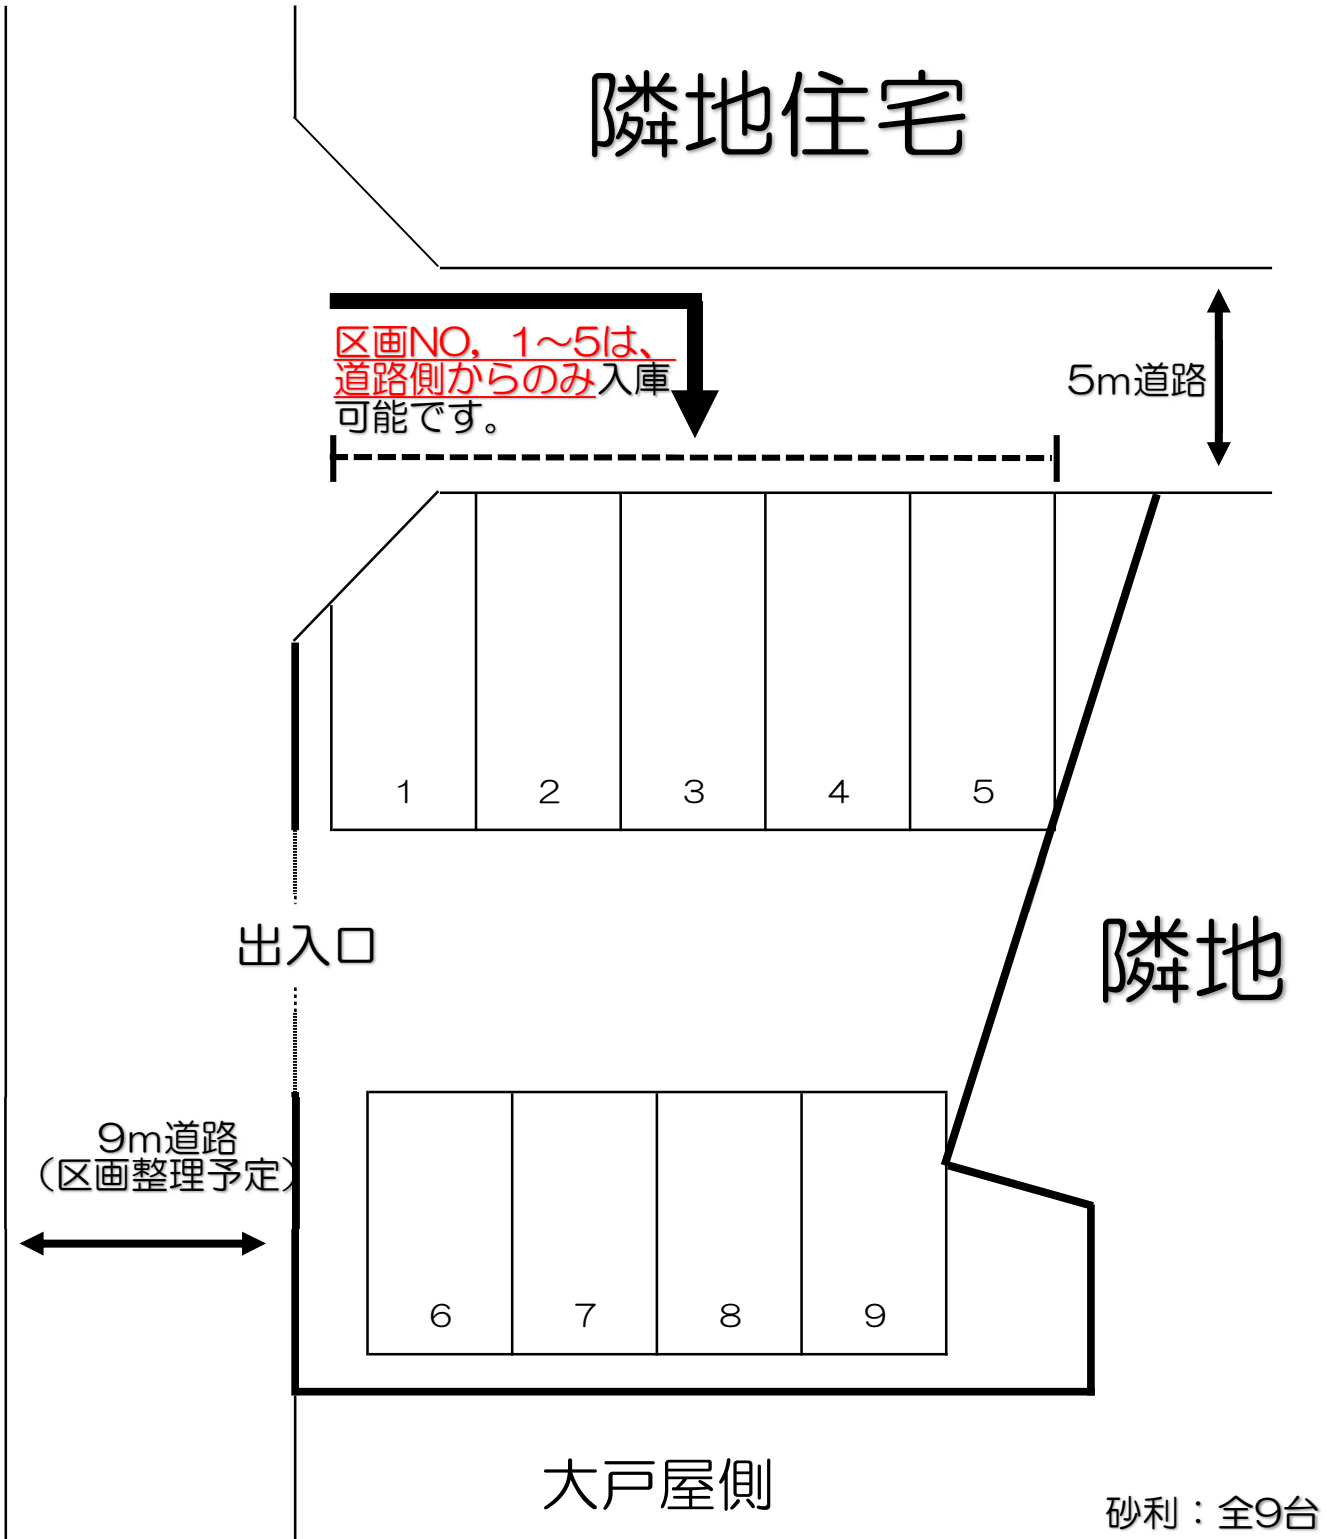 隣地住宅
区画NO，1～5は、
道路側からのみ入庫
可能です。
5m道路
1
2
3
4
5
出入口
隣地
9m道路
（区画整理予定）
6
7
8
9
大戸屋側
砂利：全9台